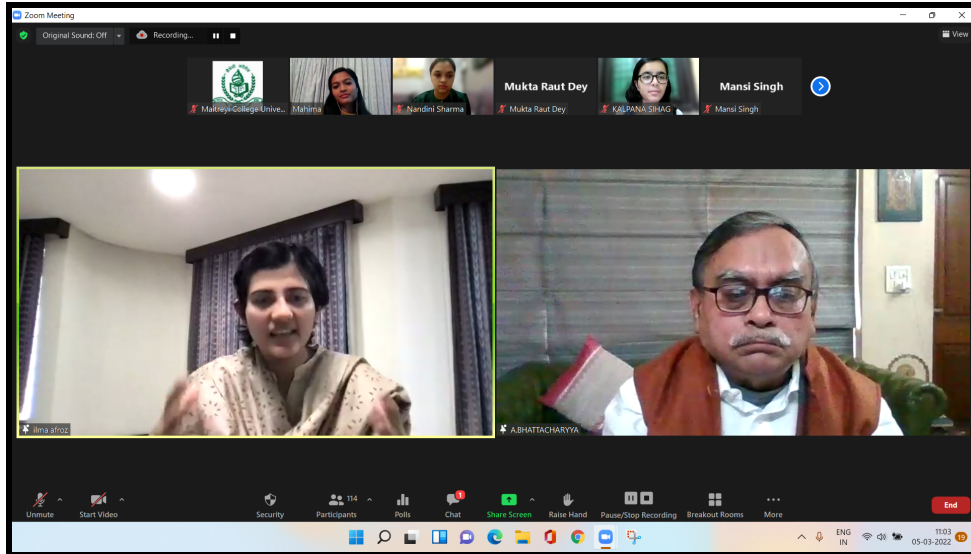 Zoom Meeting
Original Sound: Off
Recording...
View
Maitreyi College-Unive...
Mahima
Nandini Sharma
Mukta Raut Dey
Mukta Raut Dey
KALPANA SIHAG
Mansi Singh
Mansi Singh
ilma afroz
A.BHATTACHARYYA
Unmute
Start Video
Security
114
Participants
Polls
1
Chat
Share Screen
Raise Hand
Pause/Stop Recording
Breakout Rooms
More
End
ENG
IN
11:03
05-03-2022
19